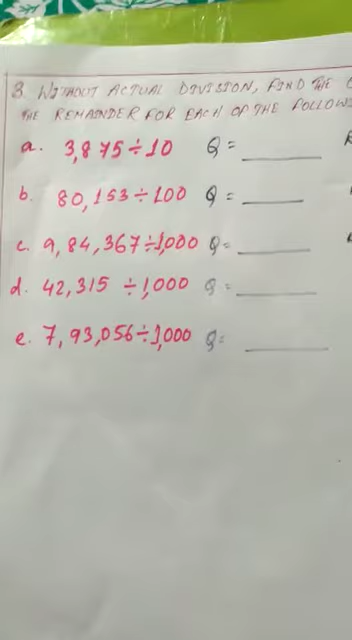 3 WITHOUT ACTUAL DIVISION, FIND THE
THE REMAINDER FOR EACH OF THE FOLLOW
a. 3,875÷10 Q = ______
b. 80,153÷100 Q = ______
c. 9,84,367÷1,000 Q= ______
d. 42,315 ÷1,000 Q = ______
e. 7,93,056÷1,000 Q= ______